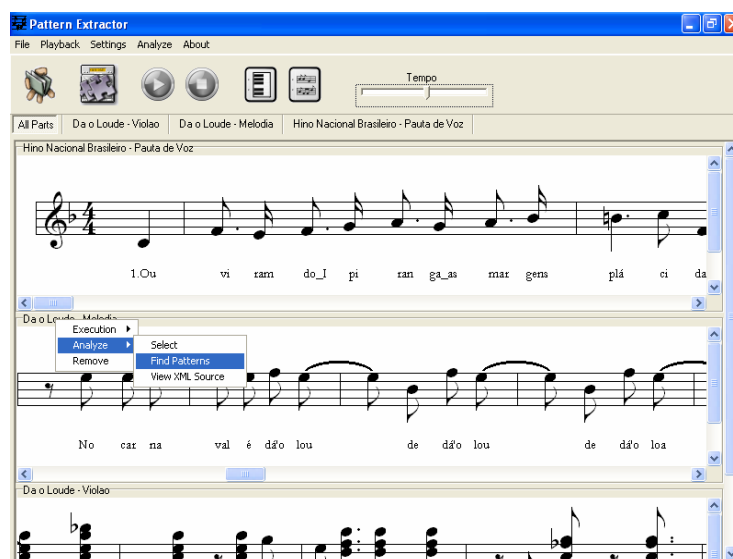 Pattern Extractor
File Playback Settings Analyze About
Tempo
All Parts Da o Loude - Violao Da o Loude - Melodia Hino Nacional Brasileiro - Pauta de Voz
Hino Nacional Brasileiro - Pauta de Voz
4
4
1.Ou vi ram do_I pi ran ga_as mar gens plá ci da
Da o Loude - Melodia
Execution
Analyze Select
Remove Find Patterns
View XML Source
No car na val é dá'o lou de dá'o lou de dá'o loa
Da o Loude - Violao